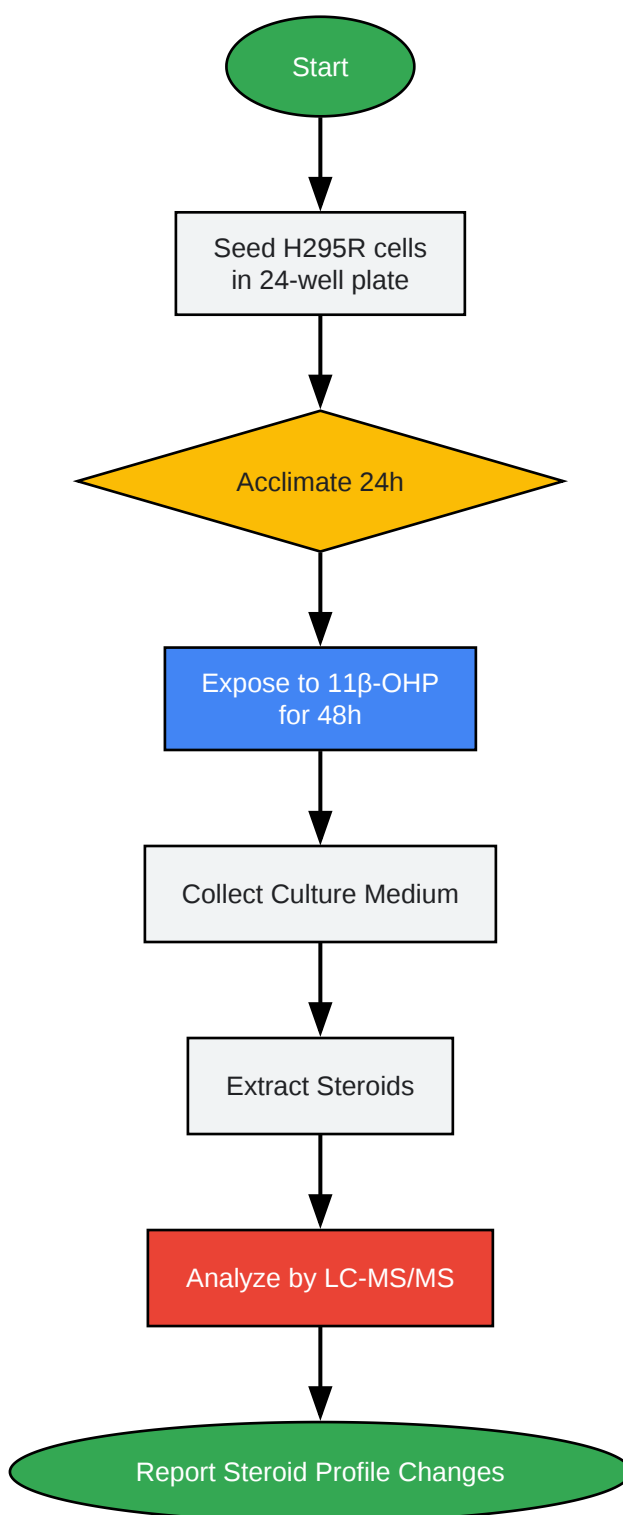 Start
Seed H295R cells
in 24-well plate
Acclimate 24h
Expose to 11β-OHP
for 48h
Collect Culture Medium
Extract Steroids
Analyze by LC-MS/MS
Report Steroid Profile Changes